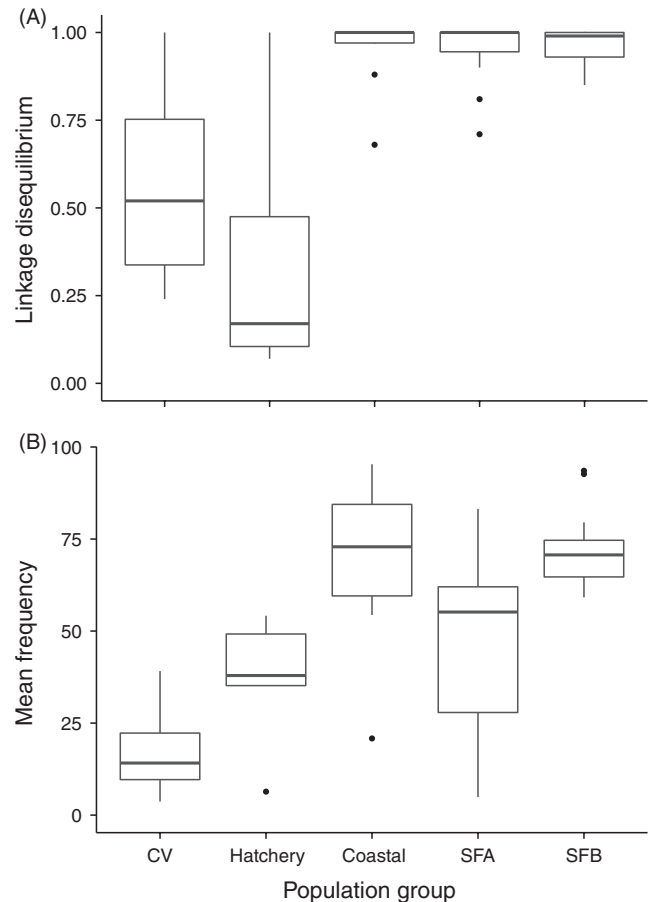 (A)
1.00
0.75
0.50
0.25
0.00
Linkage disequilibrium
(B)
100
75
50
25
0
Mean frequency
CV Hatchery Coastal SFA SFB
Population group